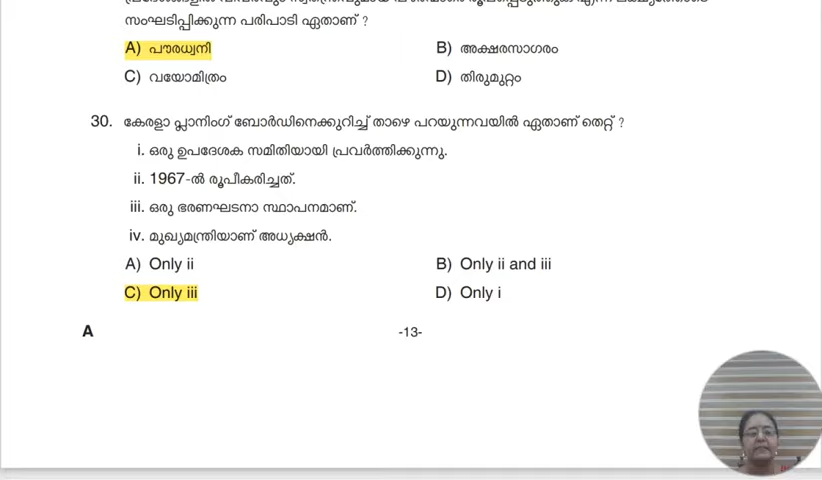 സംഘടിപ്പിക്കുന്ന പരിപാടി ഏതാണ് ?
A) പൗരധ്വനി
B) അക്ഷരസാഗരം
C) വയോമിത്രം
D) തിരുമുറ്റം
30. കേരളാ പ്ലാനിംഗ് ബോർഡിനെക്കുറിച്ച് താഴെ പറയുന്നവയിൽ ഏതാണ് തെറ്റ് ?
i. ഒരു ഉപദേശക സമിതിയായി പ്രവർത്തിക്കുന്നു.
ii. 1967-ൽ രൂപീകരിച്ചത്.
iii. ഒരു ഭരണഘടനാ സ്ഥാപനമാണ്.
iv. മുഖ്യമന്ത്രിയാണ് അധ്യക്ഷൻ.
A) Only ii
B) Only ii and iii
C) Only iii
D) Only i
A
-13-